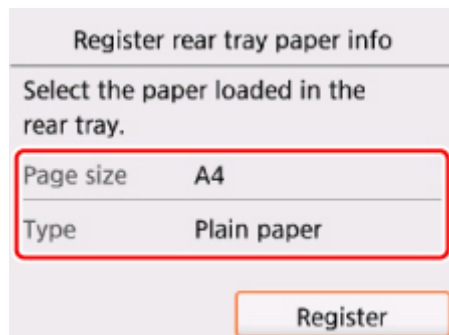 Register rear tray paper info
Select the paper loaded in the
rear tray.
Page size A4
Type Plain paper
Register